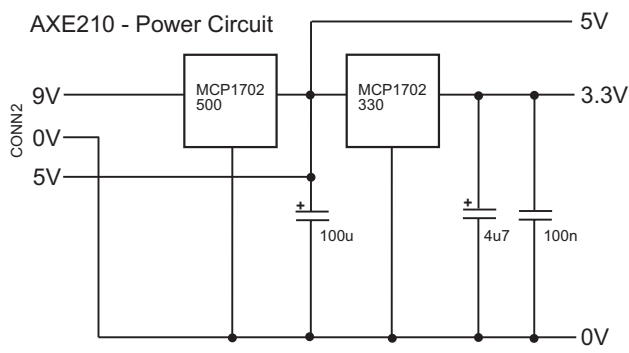 AXE210 - Power Circuit
5V
MCP1702
500
MCP1702
330
9V
3.3V
CONN2
0V
5V
+
100u
+
4u7
100n
0V